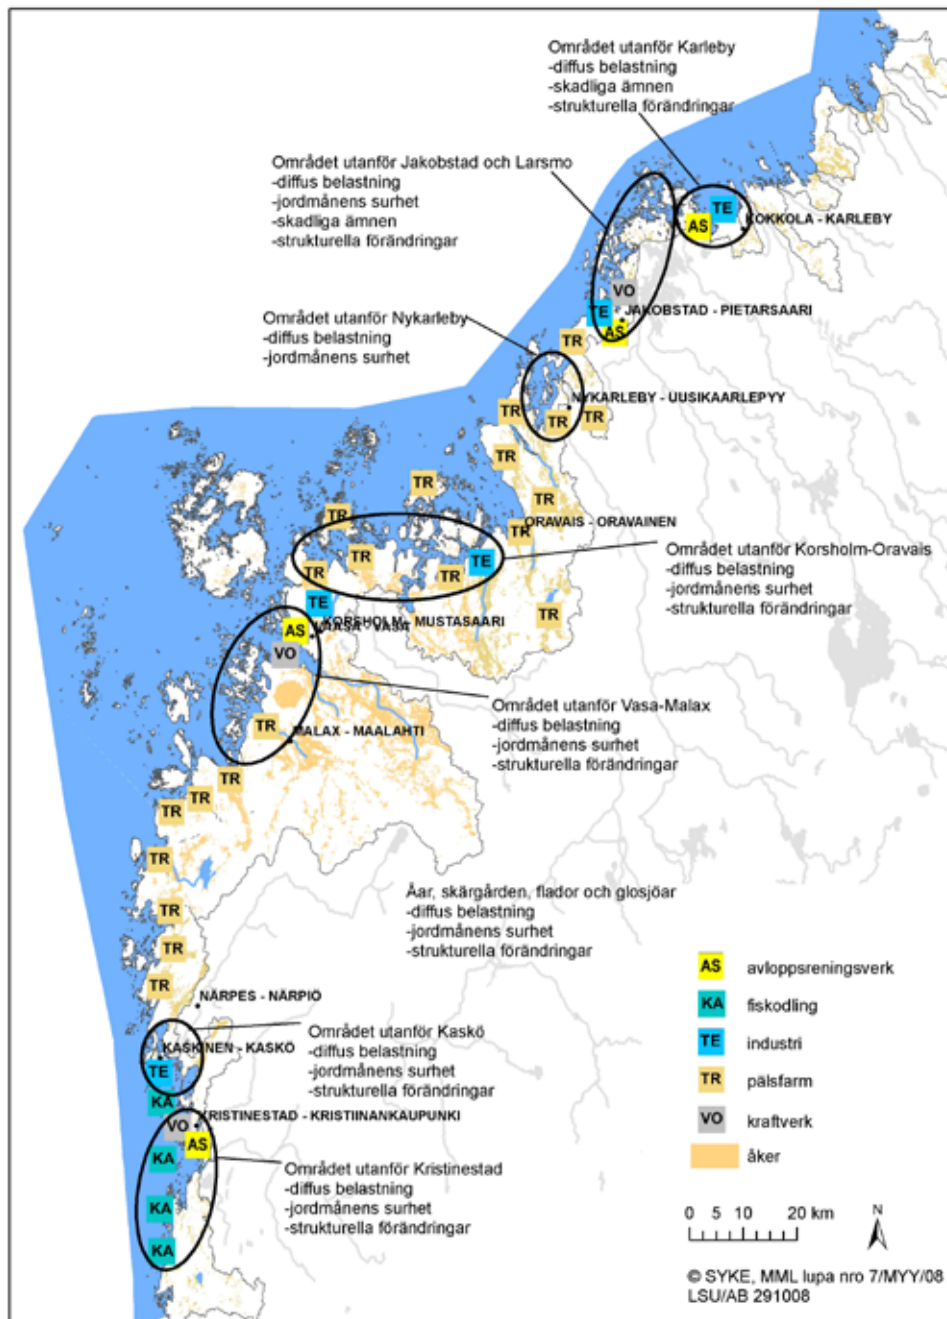 Området utanför Karleby
-diffus belastning
-skadliga ämnen
-strukturella förändringar
Området utanför Jakobstad och Larsmo
-diffus belastning
-jordmånens surhet
-skadliga ämnen
-strukturella förändringar
TE
AS
KOKKOLA - KARLEBY
VO
TE
JAKOBSTAD - PIETARSAARI
AS
Området utanför Nykarleby
-diffus belastning
-jordmånens surhet
TR
NYKARLEBY - UUSIKAARLEPYY
TR
TR
TR
TR
TR
TR
TR
ORAVAIS - ORAVAINEN
TR
TR
TE
TR
TR
Området utanför Korsholm-Oravais
-diffus belastning
-jordmånens surhet
-strukturella förändringar
TE
TR
KORSHOLM - MUSTASAARI
AS
VAASA - VASA
VO
Området utanför Vasa-Malax
-diffus belastning
-jordmånens surhet
-strukturella förändringar
TR
MALAX - MAALAHTI
TR
TR
TR
TR
Åar, skärgården, flador och glosjöar
-diffus belastning
-jordmånens surhet
-strukturella förändringar
TR
TR
TR
NÄRPES - NÄRPIÖ
Området utanför Kaskö
-diffus belastning
-jordmånens surhet
-strukturella förändringar
KASKINEN - KASKÖ
TE
KA
KRISTINESTAD - KRISTIINANKAUPUNKI
VO
AS
KA
Området utanför Kristinestad
-diffus belastning
-jordmånens surhet
-strukturella förändringar
KA
KA
AS avloppsreningsverk
KA fiskodling
TE industri
TR pälsfarm
VO kraftverk
åker
0 5 10 20 km
N
© SYKE, MML lupa nro 7/MYY/08
LSU/AB 291008